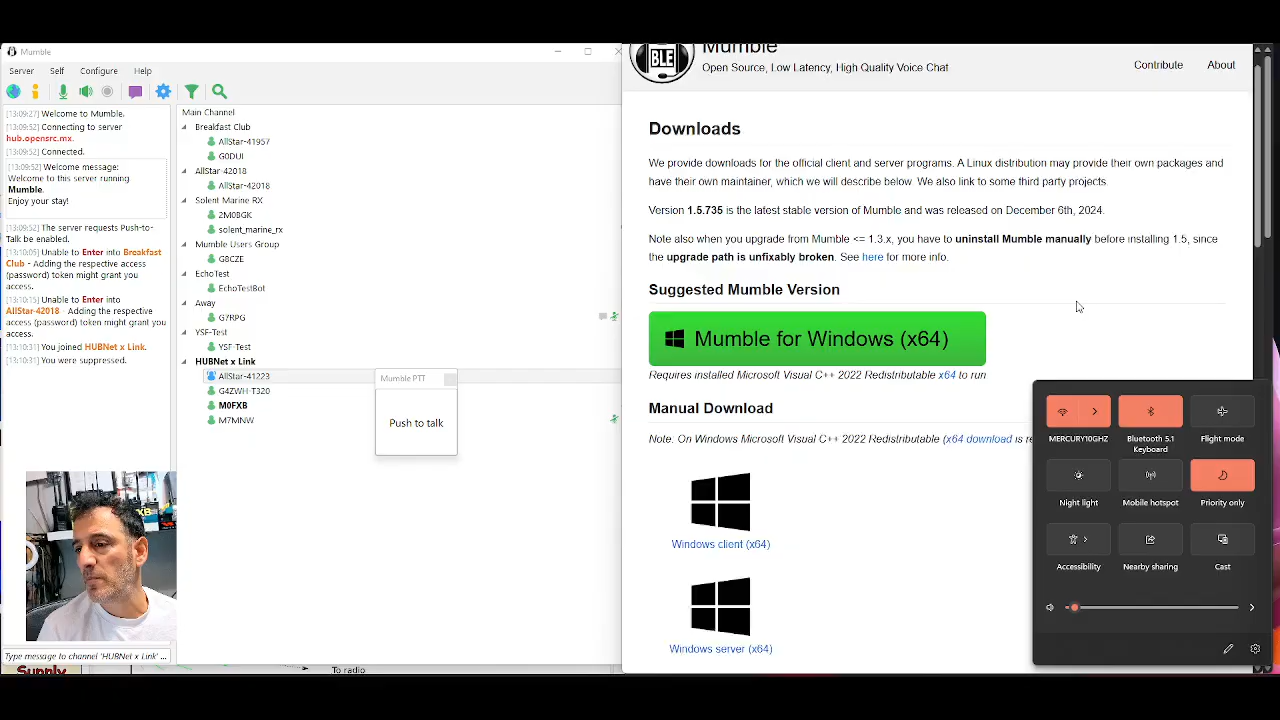 Mumble
Server Self Configure Help
[13:09:27] Welcome to Mumble.
[13:09:52] Connecting to server
hub.opensrc.mx.
[13:09:52] Connected.
[13:09:52] Welcome message:
Welcome to this server running
Mumble.
Enjoy your stay!
[13:09:52] The server requests Push-to-
Talk be enabled.
[13:10:05] Unable to Enter into Breakfast
Club - Adding the respective access
(password) token might grant you
access.
[13:10:15] Unable to Enter into
AllStar-42018 - Adding the respective
access (password) token might grant you
access.
[13:10:31] You joined HUBNet x Link.
[13:10:31] You were suppressed.
Type message to channel 'HUBNet x Link' ...
Main Channel
Breakfast Club
AllStar-41957
G0DUI
AllStar-42018
AllStar-42018
Solent Marine RX
2M0BGK
solent_marine_rx
Mumble Users Group
G8CZE
EchoTest
EchoTestBot
Away
G7RPG
YSF-Test
YSF-Test
HUBNet x Link
AllStar-41223
G4ZWH-T320
M0FXB
M7MNW
Mumble PTT
Push to talk
Supply
To radio
BLE
Mumble
Open Source, Low Latency, High Quality Voice Chat
Contribute About
Downloads
We provide downloads for the official client and server programs. A Linux distribution may provide their own packages and
have their own maintainer, which we will describe below. We also link to some third party projects.
Version 1.5.735 is the latest stable version of Mumble and was released on December 6th, 2024.
Note also when you upgrade from Mumble <= 1.3.x, you have to uninstall Mumble manually before installing 1.5, since
the upgrade path is unfixably broken. See here for more info.
Suggested Mumble Version
Mumble for Windows (x64)
Requires installed Microsoft Visual C++ 2022 Redistributable x64 to run
Manual Download
Note. On Windows Microsoft Visual C++ 2022 Redistributable (x64 download is re
Windows client (x64)
Windows server (x64)
MERCURY10GHZ
Bluetooth 5.1
Keyboard
Flight mode
Night light
Mobile hotspot
Priority only
Accessibility
Nearby sharing
Cast